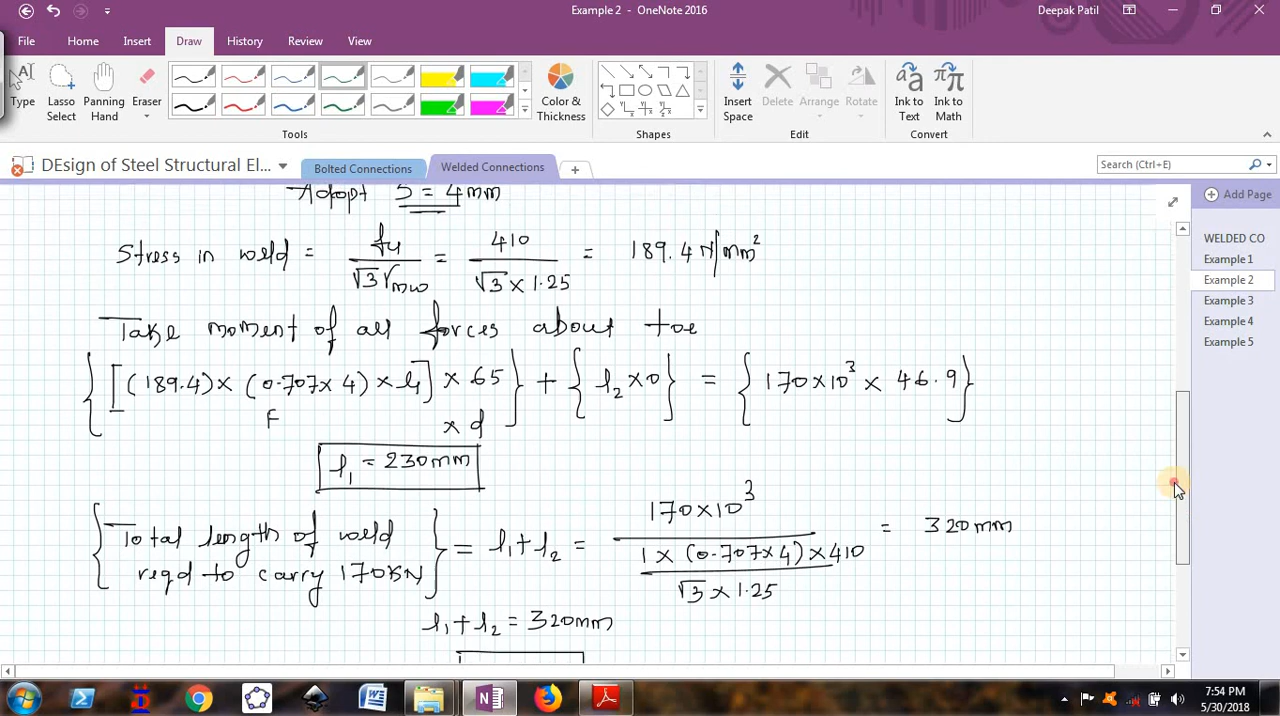 Example 2 - OneNote 2016
Deepak Patil
File Home Insert Draw History Review View
Type
Lasso Select
Panning Hand
Eraser
Color & Thickness
Insert Space
Delete
Arrange
Rotate
Ink to Text
Ink to Math
Tools
Shapes
Edit
Convert
DEsign of Steel Structural El...
Bolted Connections
Welded Connections
Search (Ctrl+E)
Add Page
WELDED CO
Example 1
Example 2
Example 3
Example 4
Example 5
Adopt S = 4mm
Stress in weld = fu / √3 γmw = 410 / √3 × 1.25 = 189.4 N/mm²
Take moment of all forces about toe
{[(189.4) × (0.707 × 4) × l1] × 65} + {l2 × 0} = {170×10³ × 46.9}
F × d
l1 = 230mm
{Total length of weld reqd to carry 170KN} = l1+l2 = 170×10³ / (1 × (0.707×4) × 410 / √3 × 1.25) = 320mm
l1+l2 = 320mm
7:54 PM
5/30/2018